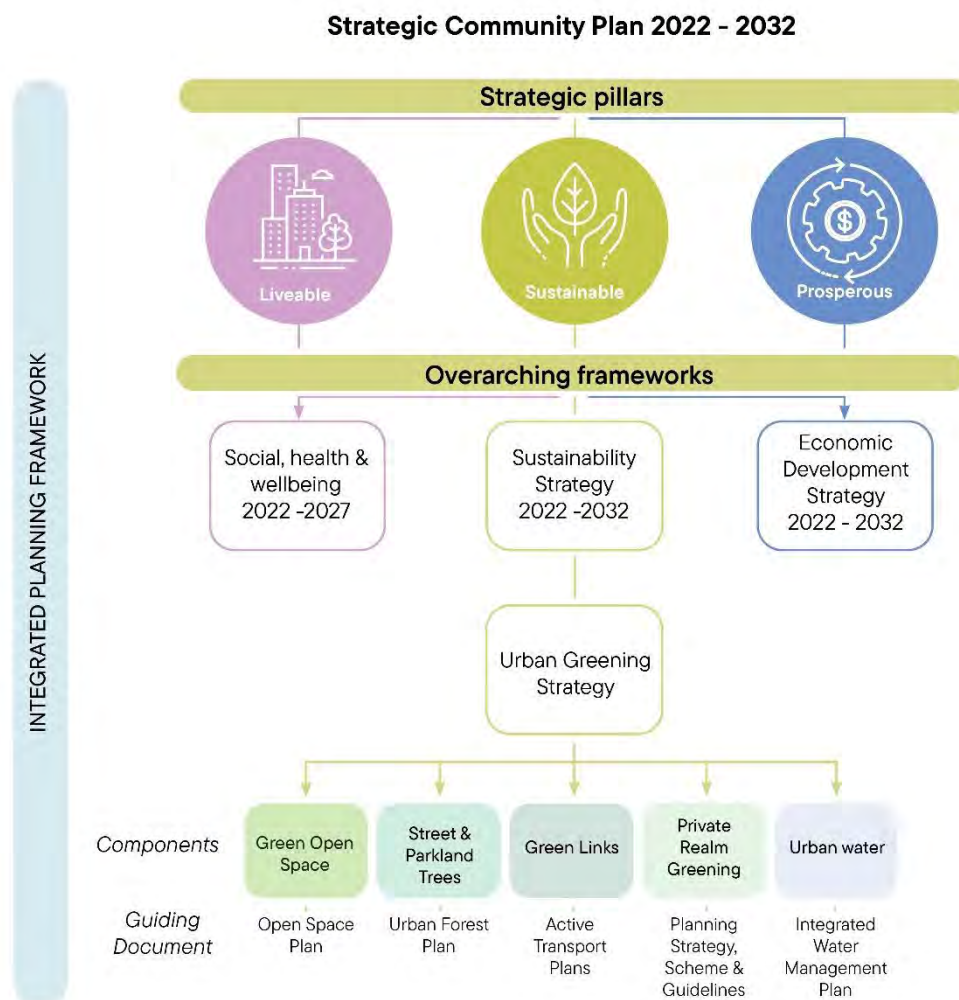 Strategic Community Plan 2022 - 2032
INTEGRATED PLANNING FRAMEWORK
Strategic pillars
Liveable
Sustainable
$
Prosperous
Overarching frameworks
Social, health &
wellbeing
2022 -2027
Sustainability
Strategy
2022 -2032
Economic
Development
Strategy
2022 - 2032
Urban Greening
Strategy
Components
Green Open
Space
Street &
Parkland
Trees
Green Links
Private
Realm
Greening
Urban water
Guiding
Document
Open Space
Plan
Urban Forest
Plan
Active
Transport
Plans
Planning
Strategy,
Scheme &
Guidelines
Integrated
Water
Management
Plan